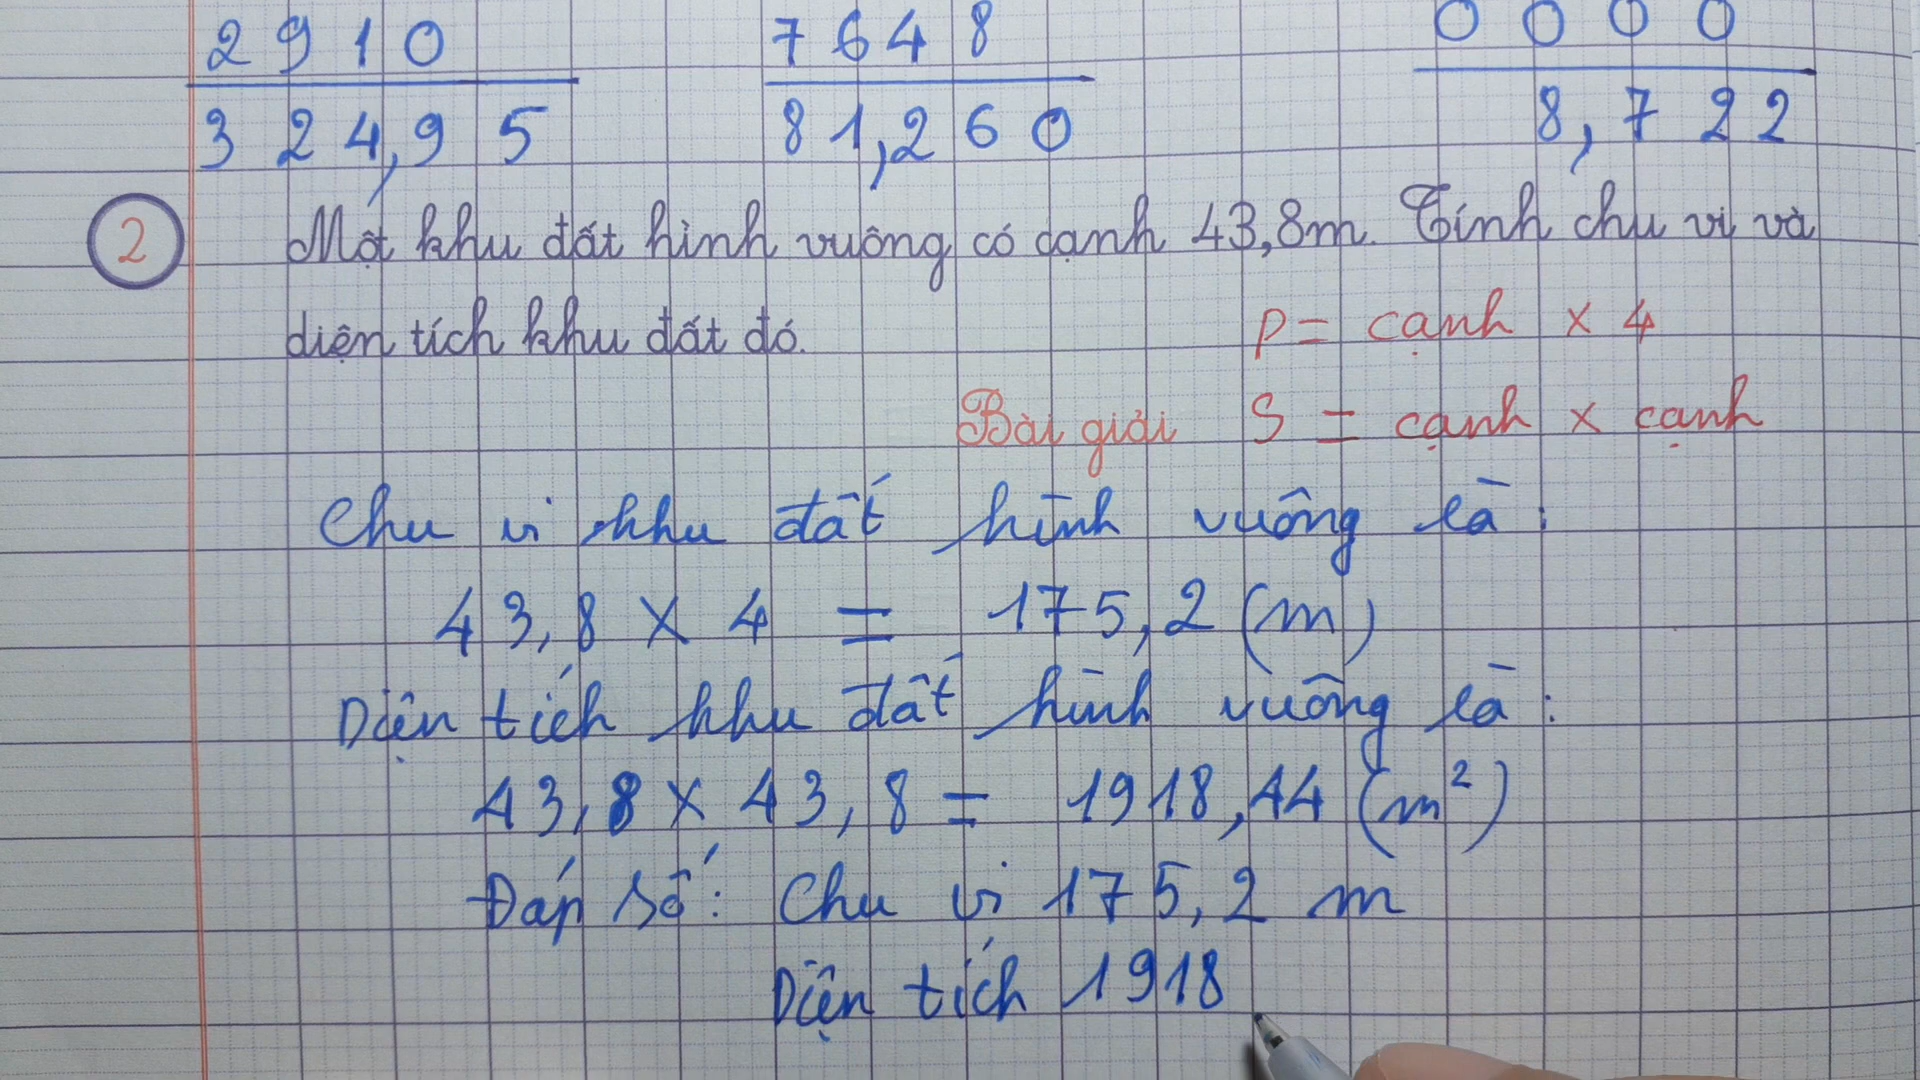 2910 7648 0000
324,95 81,260 8,722
2 Một khu đất hình vuông có cạnh 43,8m. Tính chu vi và
diện tích khu đất đó. P = cạnh × 4
Bài giải S = cạnh × cạnh
Chu vi khu đất hình vuông là:
43,8 × 4 = 175,2 (m)
Diện tích khu đất hình vuông là:
43,8 × 43,8 = 1918,44 (m²)
Đáp số: Chu vi 175,2 m
Diện tích 1918